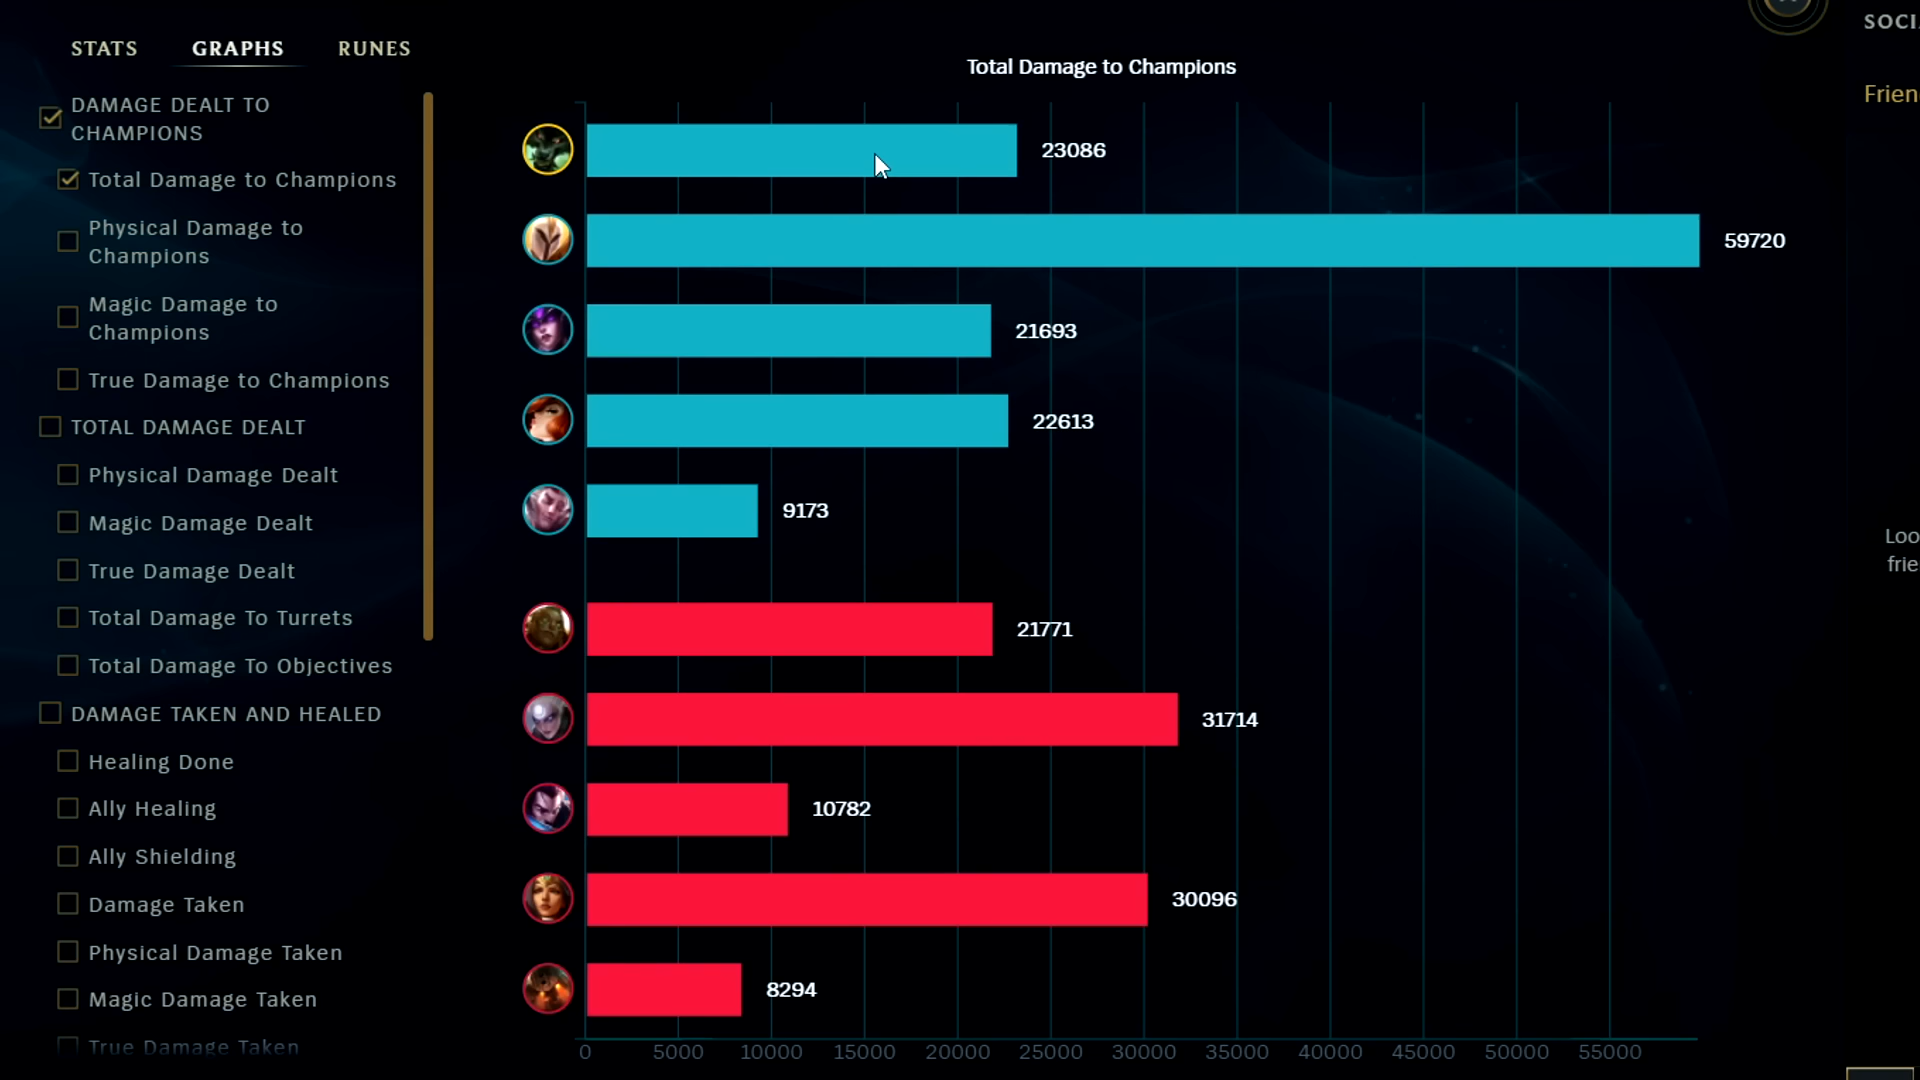 STATS GRAPHS RUNES
SOCI
Total Damage to Champions
Frien
DAMAGE DEALT TO
CHAMPIONS
Total Damage to Champions
Physical Damage to
Champions
Magic Damage to
Champions
True Damage to Champions
TOTAL DAMAGE DEALT
Physical Damage Dealt
Magic Damage Dealt
True Damage Dealt
Total Damage To Turrets
Total Damage To Objectives
DAMAGE TAKEN AND HEALED
Healing Done
Ally Healing
Ally Shielding
Damage Taken
Physical Damage Taken
Magic Damage Taken
True Damage Taken
23086
59720
21693
22613
9173
21771
31714
10782
30096
8294
0 5000 10000 15000 20000 25000 30000 35000 40000 45000 50000 55000
Loo
frie